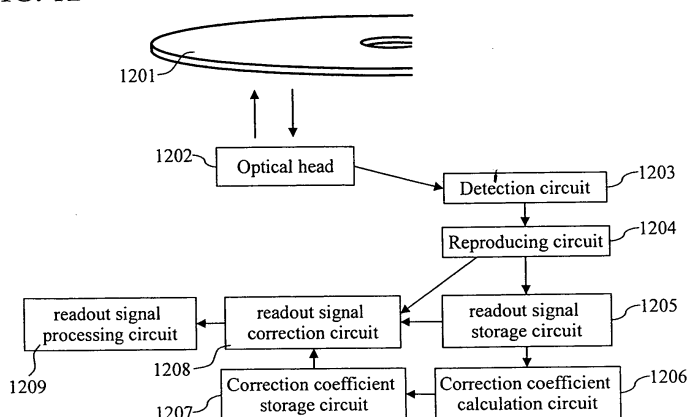 1201
1202
Optical head
Detection circuit
1203
Reproducing circuit
1204
readout signal
processing circuit
1209
readout signal
correction circuit
1208
readout signal
storage circuit
1205
Correction coefficient
storage circuit
1207
Correction coefficient
calculation circuit
1206